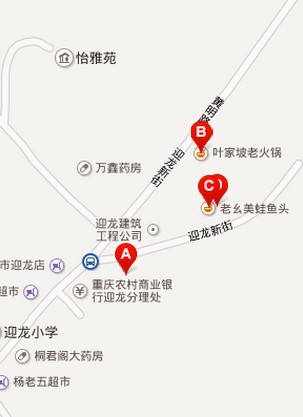 怡雅苑
黄明路
B
叶家坡老火锅
迎龙新街
万鑫药房
C
老幺美蛙鱼头
迎龙建筑
工程公司
迎龙新街
A
市迎龙店
重庆农村商业银
行迎龙分理处
超市
迎龙小学
桐君阁大药房
杨老五超市